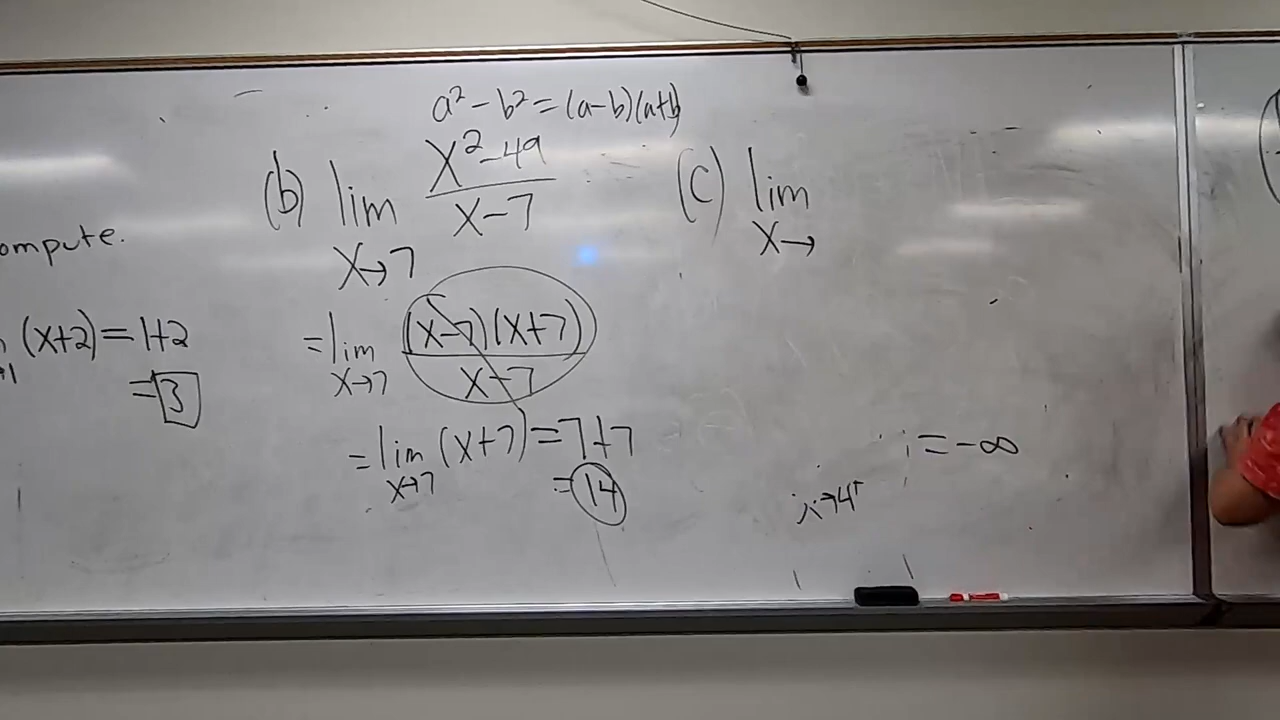 ompute.
(x+2) = 1+2
= 3
a² - b² = (a-b)(a+b)
(b) lim x→7 (x² - 49)/(x-7)
= lim x→7 (x-7)(x+7)/(x-7)
= lim x→7 (x+7) = 7+7
= 14
(c) lim x→
x→4⁺ = -∞